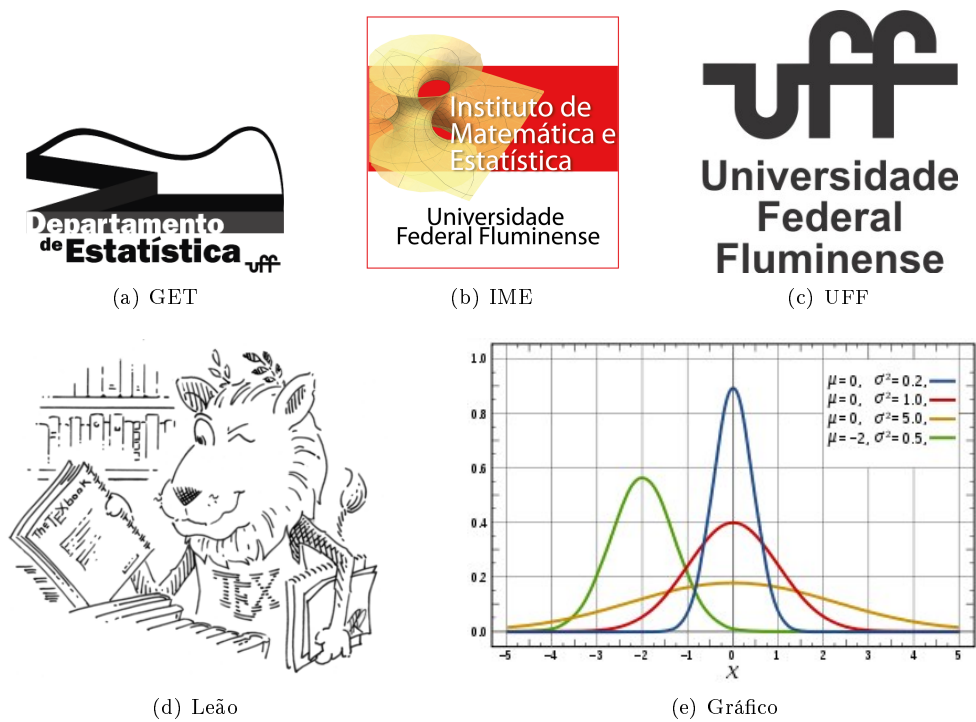 Departamento
de Estatística uff
(a) GET
Instituto de
Matemática e
Estatística
Universidade
Federal Fluminense
(b) IME
uff
Universidade
Federal
Fluminense
(c) UFF
The TEXbook
TEX
(d) Leão
1.0
0.8
0.6
0.4
0.2
0.0
μ= 0, σ²= 0.2,
μ= 0, σ²= 1.0,
μ= 0, σ²= 5.0,
μ= -2, σ²= 0.5,
-5 -4 -3 -2 -1 0 1 2 3 4 5
x
(e) Gráfico